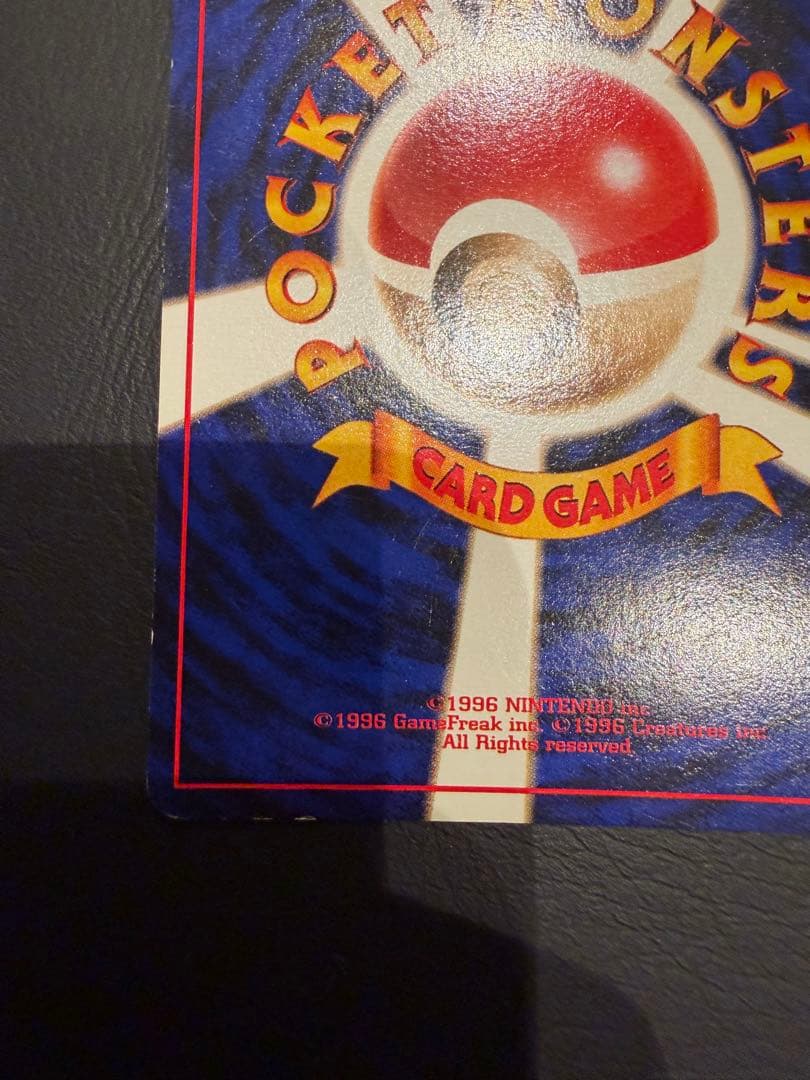 POCKET MONSTERS
CARD GAME
©1996 NINTENDO inc.
©1996 GameFreak inc. ©1996 Creatures inc.
All Rights reserved.